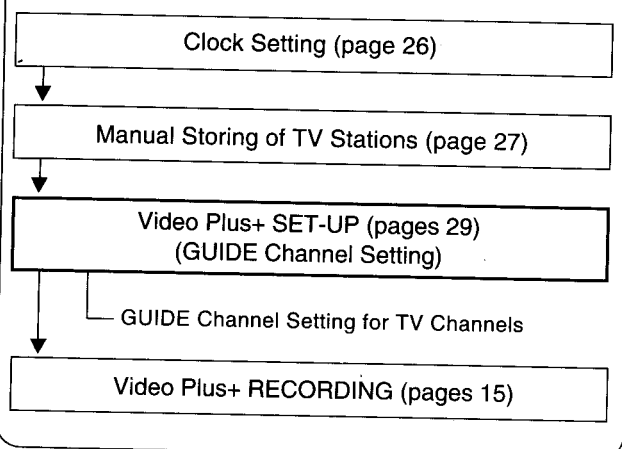 Clock Setting (page 26)
Manual Storing of TV Stations (page 27)
Video Plus+ SET-UP (pages 29)
(GUIDE Channel Setting)
GUIDE Channel Setting for TV Channels
Video Plus+ RECORDING (pages 15)